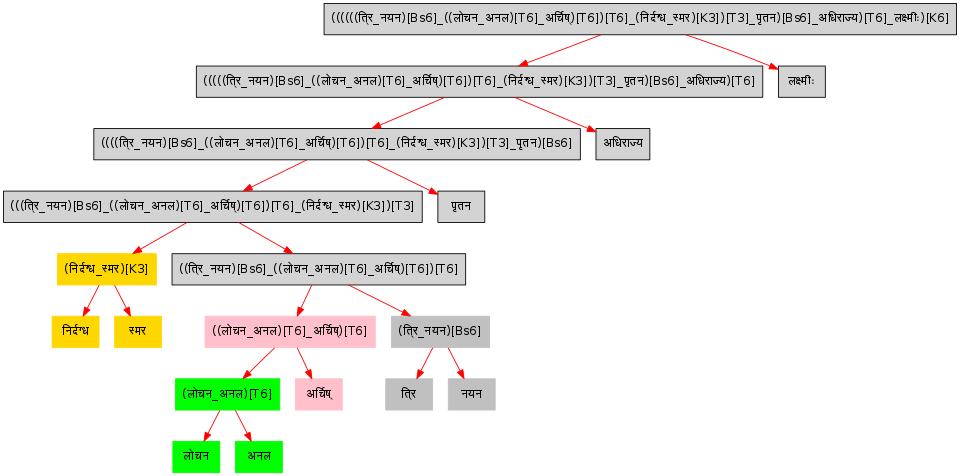 ((((((त्रि_नयन)[Bs6]_((लोचन_अनल)[T6]_अर्चिष्)[T6])[T6]_(निर्दग्ध_स्मर)[K3])[T3]_पृतन)[Bs6]_अधिराज्य)[T6]_लक्ष्मीः)[K6]
(((((त्रि_नयन)[Bs6]_((लोचन_अनल)[T6]_अर्चिष्)[T6])[T6]_(निर्दग्ध_स्मर)[K3])[T3]_पृतन)[Bs6]_अधिराज्य)[T6] लक्ष्मीः
((((त्रि_नयन)[Bs6]_((लोचन_अनल)[T6]_अर्चिष्)[T6])[T6]_(निर्दग्ध_स्मर)[K3])[T3]_पृतन)[Bs6] अधिराज्य
(((त्रि_नयन)[Bs6]_((लोचन_अनल)[T6]_अर्चिष्)[T6])[T6]_(निर्दग्ध_स्मर)[K3])[T3] पृतन
(निर्दग्ध_स्मर)[K3] ((त्रि_नयन)[Bs6]_((लोचन_अनल)[T6]_अर्चिष्)[T6])[T6]
निर्दग्ध स्मर ((लोचन_अनल)[T6]_अर्चिष्)[T6] (त्रि_नयन)[Bs6]
(लोचन_अनल)[T6] अर्चिष् त्रि नयन
लोचन अनल